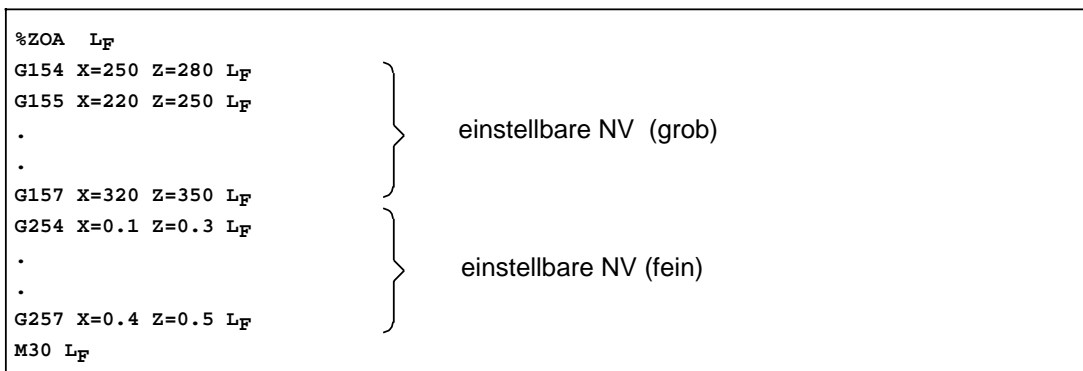 %ZOA LF
G154 X=250 Z=280 LF
G155 X=220 Z=250 LF
.
einstellbare NV (grob)
.
G157 X=320 Z=350 LF
G254 X=0.1 Z=0.3 LF
.
einstellbare NV (fein)
.
G257 X=0.4 Z=0.5 LF
M30 LF